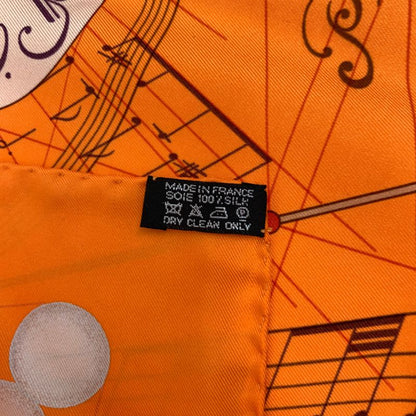 MADE IN FRANCE
SOIE 100% SILK
P
DRY CLEAN ONLY